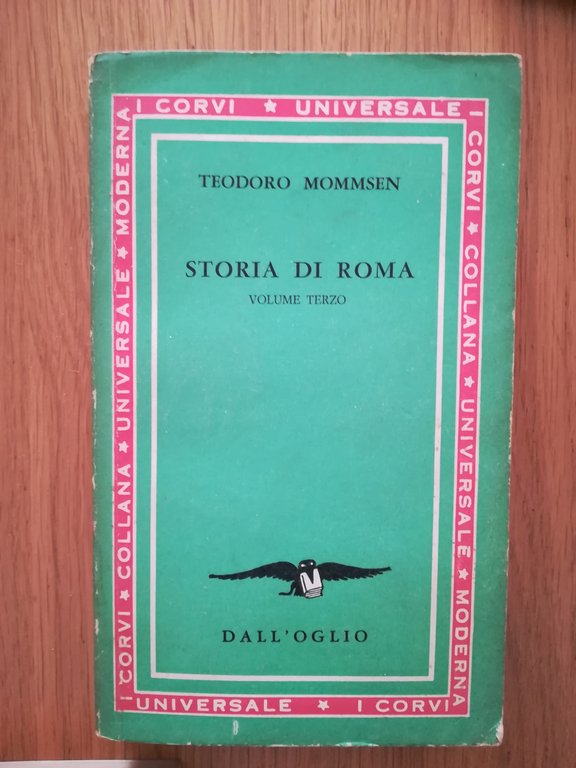 I CORVI ★ UNIVERSALE
I CORVI ★ COLLANA ★ UNIVERSALE ★ MODERNA
I CORVI ★ COLLANA ★ UNIVERSALE ★ MODERNA
TEODORO MOMMSEN
STORIA DI ROMA
VOLUME TERZO
DALL'OGLIO
UNIVERSALE ★ I CORVI